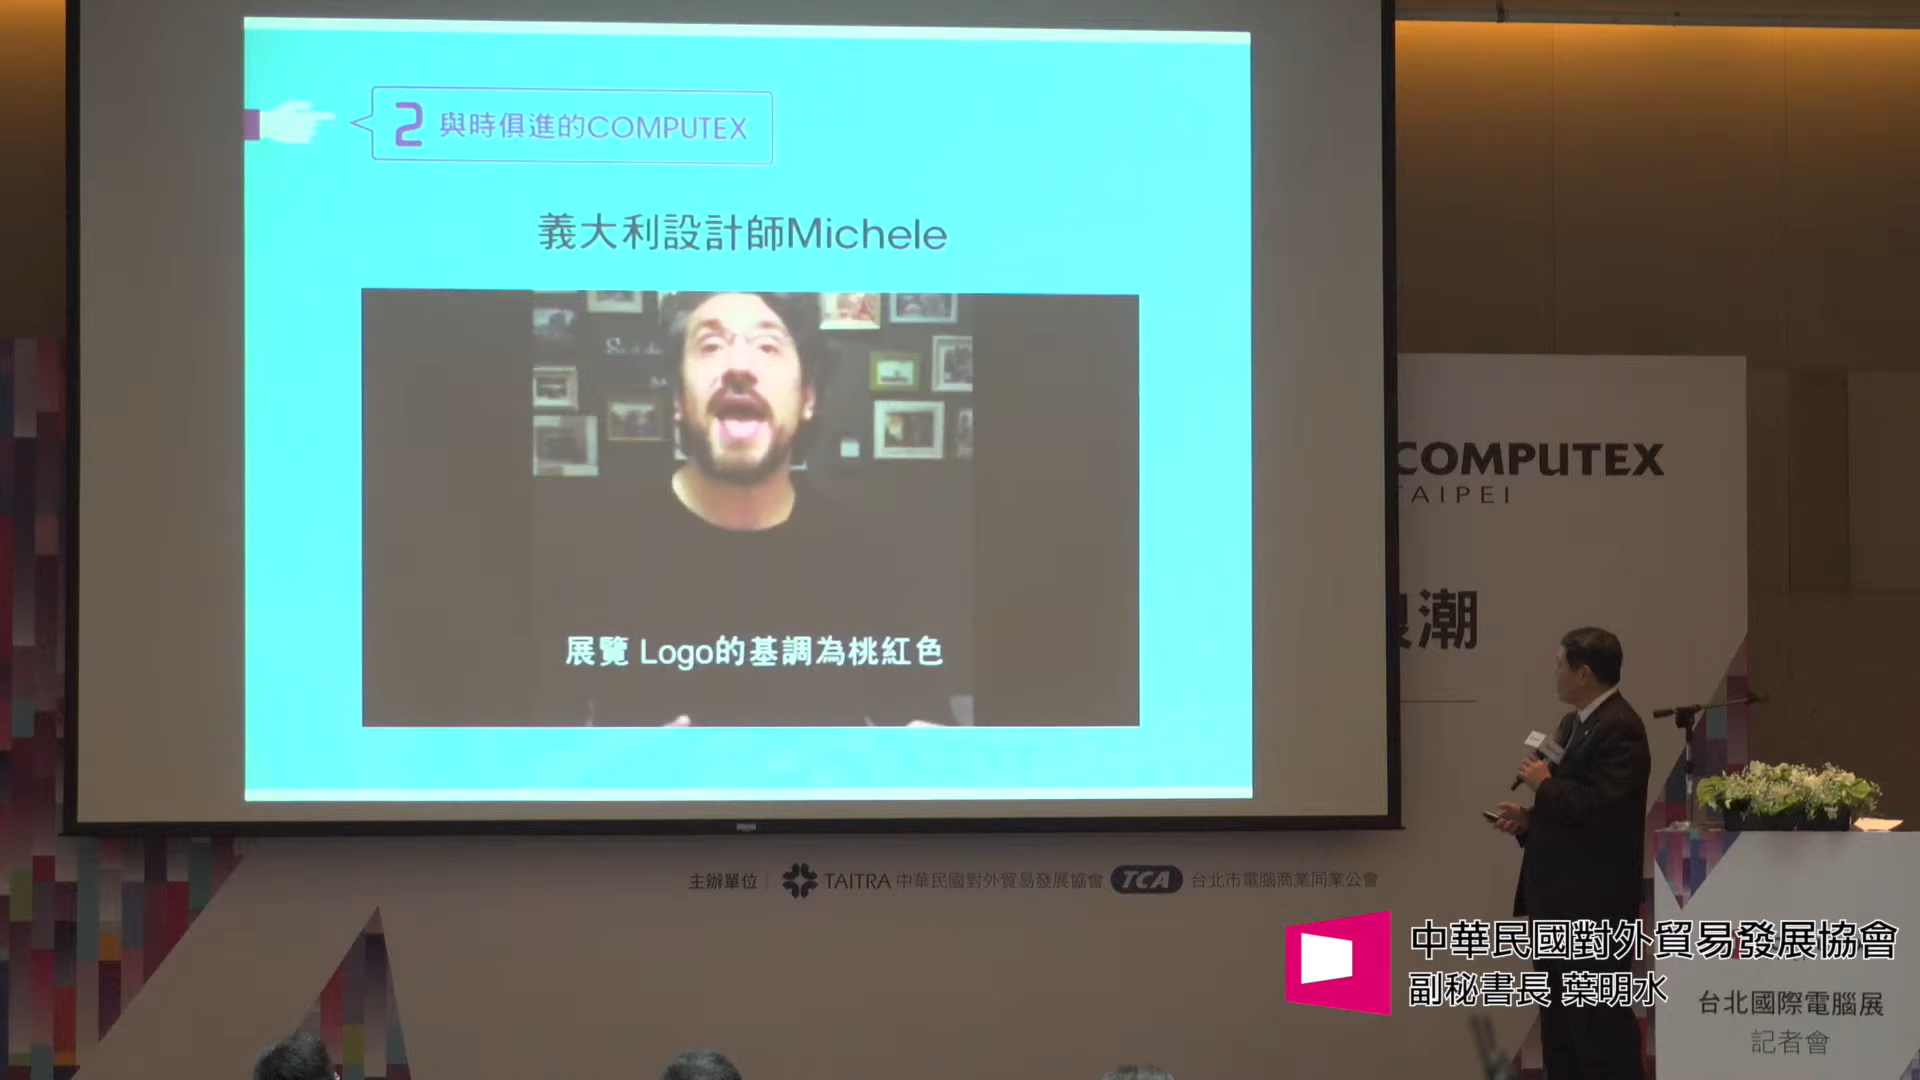 2 與時俱進的COMPUTEX
義大利設計師Michele
展覽 Logo的基調為桃紅色
COMPUTEX
TAIPEI
潮
主辦單位 TAITRA 中華民國對外貿易發展協會 TCA 台北市電腦商業同業公會
中華民國對外貿易發展協會
副秘書長 葉明水
台北國際電腦展
記者會